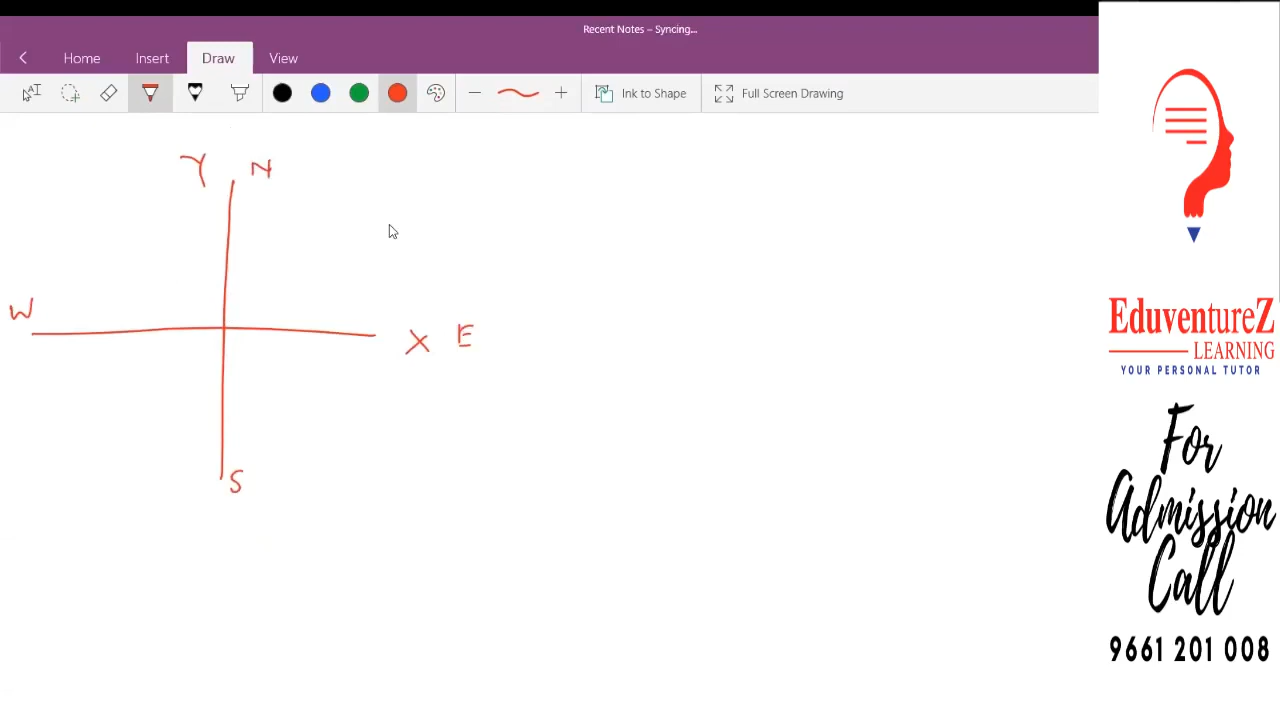 Recent Notes – Syncing...
Home Insert Draw View
Ink to Shape Full Screen Drawing
Y N
W
X E
S
EduventureZ
LEARNING
YOUR PERSONAL TUTOR
For
Admission
Call
9661 201 008